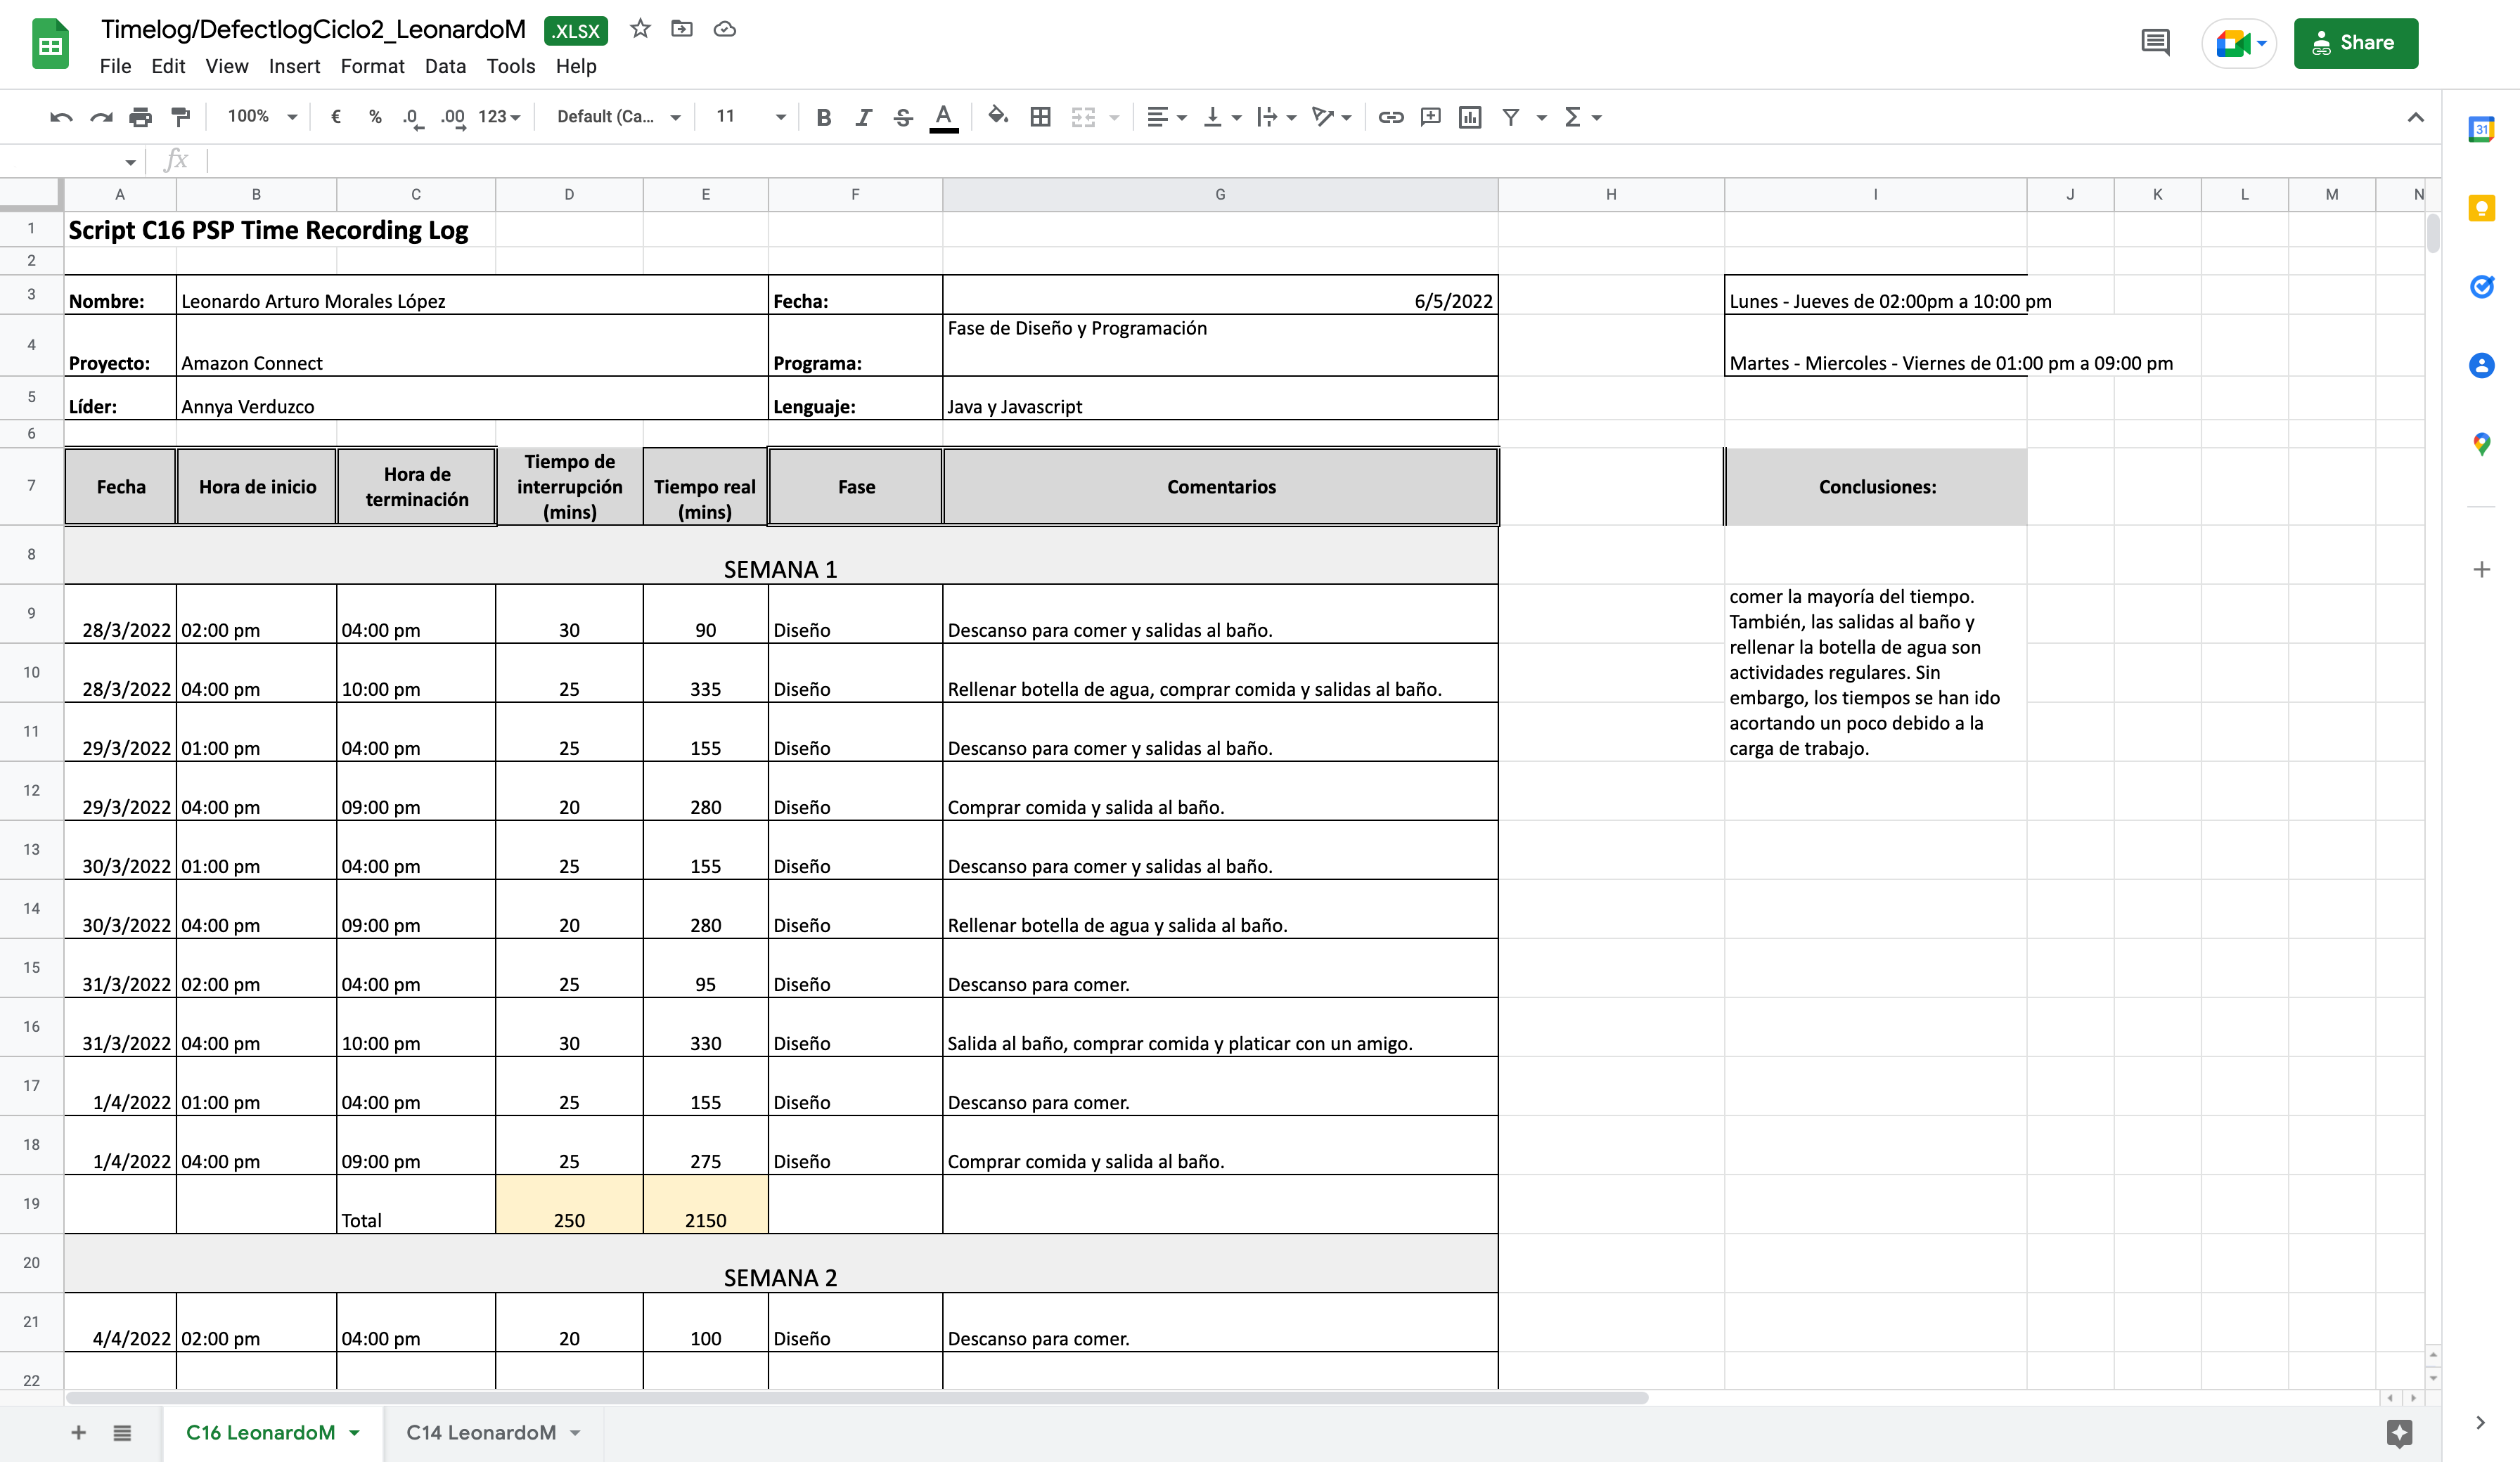 Timelog/DefectlogCiclo2_LeonardoM .XLSX
File Edit View Insert Format Data Tools Help
Share
100% € % .0 .00 123 Default (Ca... 11 B I S A
fx
31
A B C D E F G H I J K L M N
1 Script C16 PSP Time Recording Log
2
3 Nombre: Leonardo Arturo Morales López Fecha: 6/5/2022 Lunes - Jueves de 02:00pm a 10:00 pm
4 Proyecto: Amazon Connect Programa: Fase de Diseño y Programación Martes - Miercoles - Viernes de 01:00 pm a 09:00 pm
5 Líder: Annya Verduzco Lenguaje: Java y Javascript
6
7 Fecha Hora de inicio Hora de terminación Tiempo de interrupción (mins) Tiempo real (mins) Fase Comentarios Conclusiones:
8 SEMANA 1
9 28/3/2022 02:00 pm 04:00 pm 30 90 Diseño Descanso para comer y salidas al baño.
10 28/3/2022 04:00 pm 10:00 pm 25 335 Diseño Rellenar botella de agua, comprar comida y salidas al baño.
11 29/3/2022 01:00 pm 04:00 pm 25 155 Diseño Descanso para comer y salidas al baño.
comer la mayoría del tiempo.
También, las salidas al baño y
rellenar la botella de agua son
actividades regulares. Sin
embargo, los tiempos se han ido
acortando un poco debido a la
carga de trabajo.
12 29/3/2022 04:00 pm 09:00 pm 20 280 Diseño Comprar comida y salida al baño.
13 30/3/2022 01:00 pm 04:00 pm 25 155 Diseño Descanso para comer y salidas al baño.
14 30/3/2022 04:00 pm 09:00 pm 20 280 Diseño Rellenar botella de agua y salida al baño.
15 31/3/2022 02:00 pm 04:00 pm 25 95 Diseño Descanso para comer.
16 31/3/2022 04:00 pm 10:00 pm 30 330 Diseño Salida al baño, comprar comida y platicar con un amigo.
17 1/4/2022 01:00 pm 04:00 pm 25 155 Diseño Descanso para comer.
18 1/4/2022 04:00 pm 09:00 pm 25 275 Diseño Comprar comida y salida al baño.
19 Total 250 2150
20 SEMANA 2
21 4/4/2022 02:00 pm 04:00 pm 20 100 Diseño Descanso para comer.
22
C16 LeonardoM C14 LeonardoM